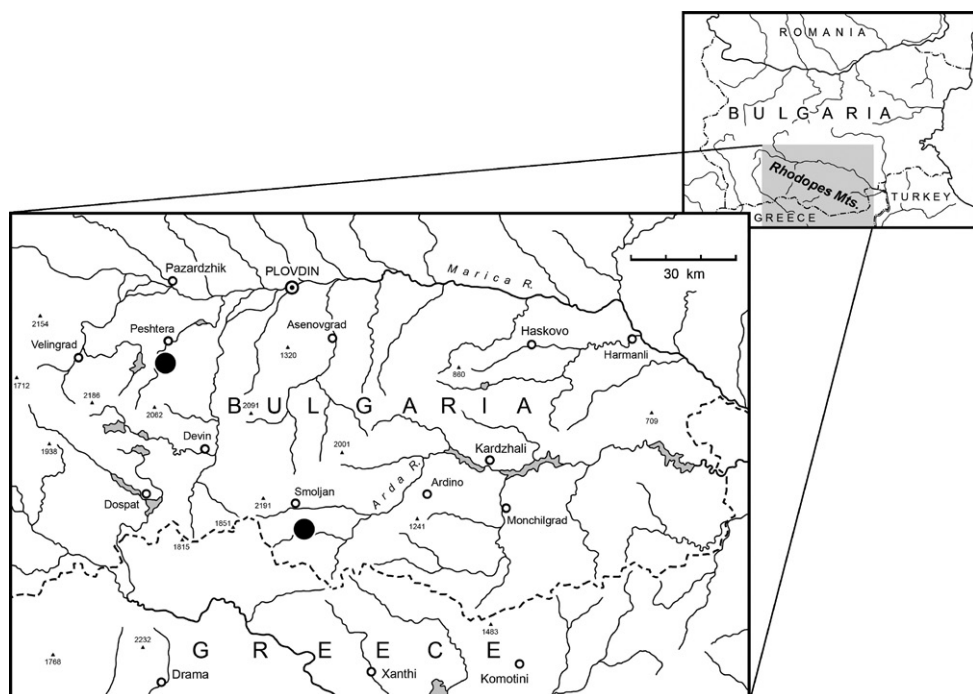 ROMANIA
BULGARIA
Rhodopes Mts.
TURKEY
GREECE
30 km
Marica R.
Pazardzhik
PLOVDIN
2154
Peshtera
Asenovgrad
Haskovo
Velingrad
1320
Harmanli
1712
860
2186
2062
2091
BULGARIA
709
Devin
1938
2001
Kardzhali
Arda R.
Dospat
Smoljan
2191
Ardino
1851
1241
Monchilgrad
1815
1483
2232
GREECE
1768
Drama
Xanthi
Komotini